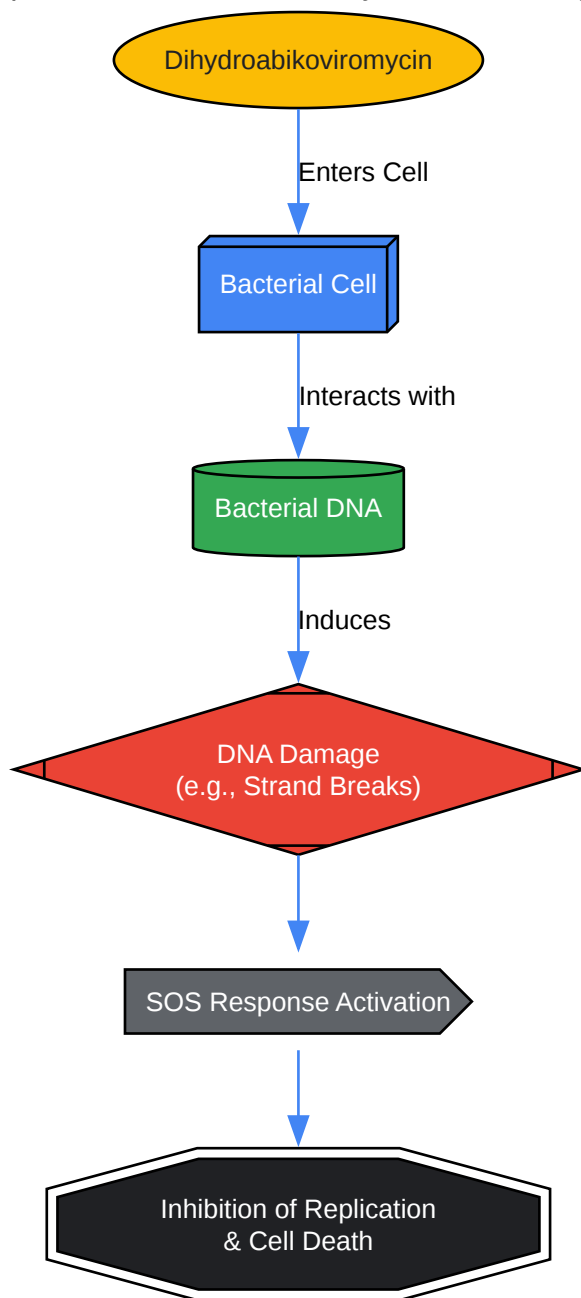 Dihydroabikoviromycin
Enters Cell
Bacterial Cell
Interacts with
Bacterial DNA
Induces
DNA Damage
(e.g., Strand Breaks)
SOS Response Activation
Inhibition of Replication
& Cell Death